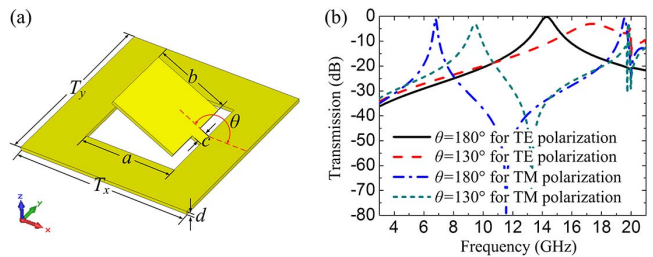 (a)
T_y
b
θ
c
a
T_x
d
z
y
x
(b)
Transmission (dB)
0
-10
-20
-30
-40
-50
-60
-70
-80
θ=180° for TE polarization
θ=130° for TE polarization
θ=180° for TM polarization
θ=130° for TM polarization
4 6 8 10 12 14 16 18 20
Frequency (GHz)